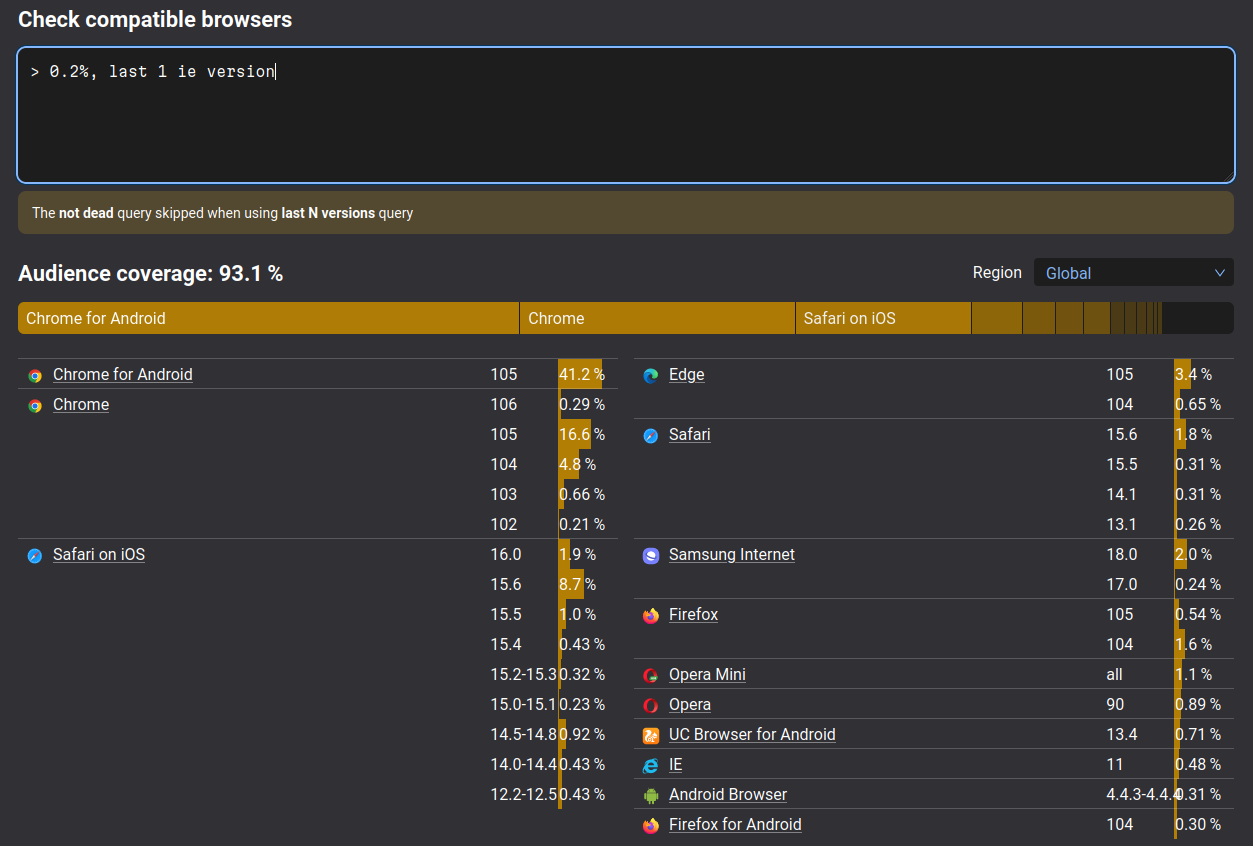 Check compatible browsers
> 0.2%, last 1 ie version
The not dead query skipped when using last N versions query
Audience coverage: 93.1 %
Region
Global
Chrome for Android
Chrome
Safari on iOS
Chrome for Android 105 41.2 %
Chrome 106 0.29 %
105 16.6 %
104 4.8 %
103 0.66 %
102 0.21 %
Safari on iOS 16.0 1.9 %
15.6 8.7 %
15.5 1.0 %
15.4 0.43 %
15.2-15.3 0.32 %
15.0-15.1 0.23 %
14.5-14.8 0.92 %
14.0-14.4 0.43 %
12.2-12.5 0.43 %
Edge 105 3.4 %
104 0.65 %
Safari 15.6 1.8 %
15.5 0.31 %
14.1 0.31 %
13.1 0.26 %
Samsung Internet 18.0 2.0 %
17.0 0.24 %
Firefox 105 0.54 %
104 1.6 %
Opera Mini all 1.1 %
Opera 90 0.89 %
UC Browser for Android 13.4 0.71 %
IE 11 0.48 %
Android Browser 4.4.3-4.4.4 0.31 %
Firefox for Android 104 0.30 %